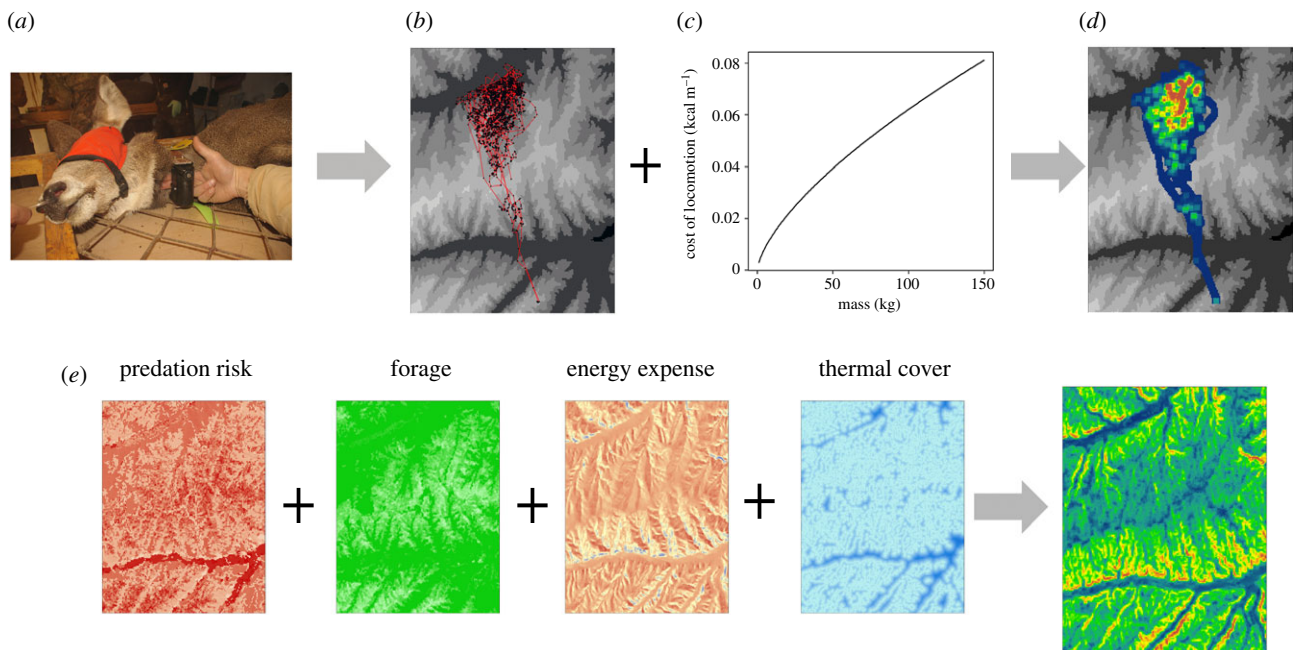 (a)
(b)
(c)
(d)
cost of locomotion (kcal m⁻¹)
0.08
0.06
0.04
0.02
0
0
50
100
150
mass (kg)
+
(e)
predation risk
forage
energy expense
thermal cover
+
+
+